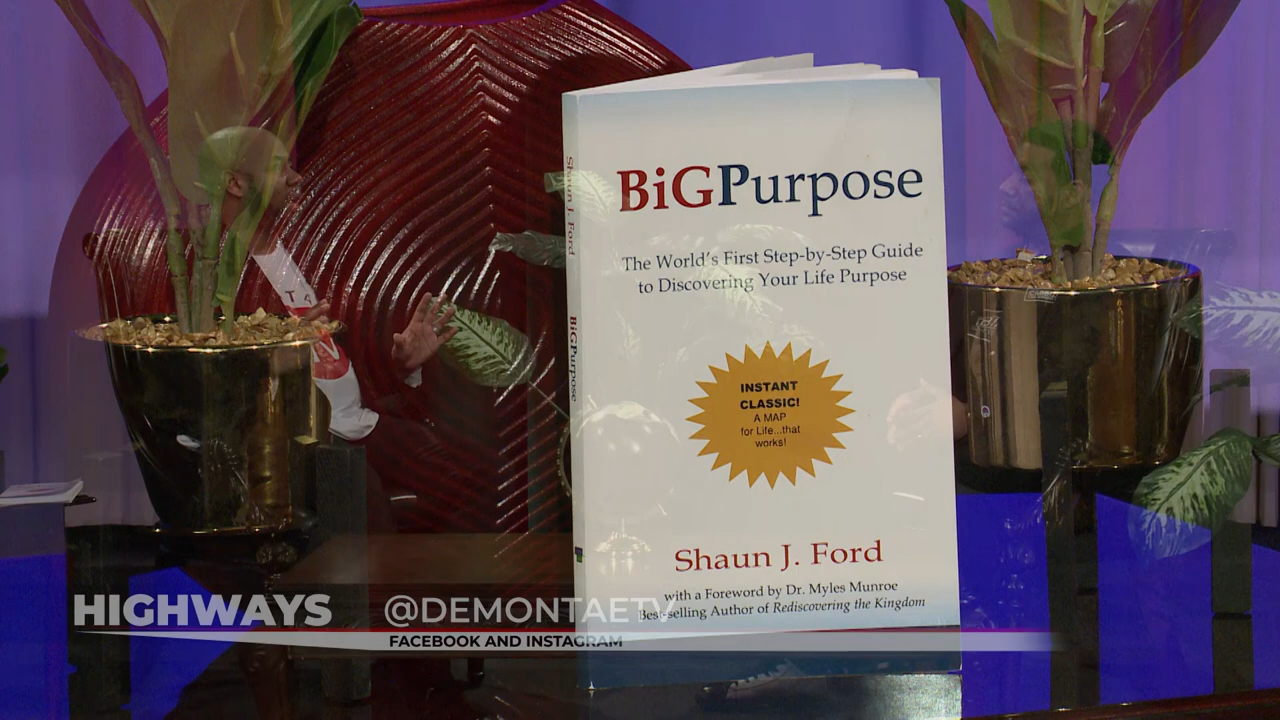 Shaun J. Ford
BiGPurpose
BiGPurpose
The World's First Step-by-Step Guide
to Discovering Your Life Purpose
INSTANT
CLASSIC!
A MAP
for Life...that
works!
Shaun J. Ford
with a Foreword by Dr. Myles Munroe
Best-selling Author of Rediscovering the Kingdom
HIGHWAYS
@DEMONTAETV
FACEBOOK AND INSTAGRAM